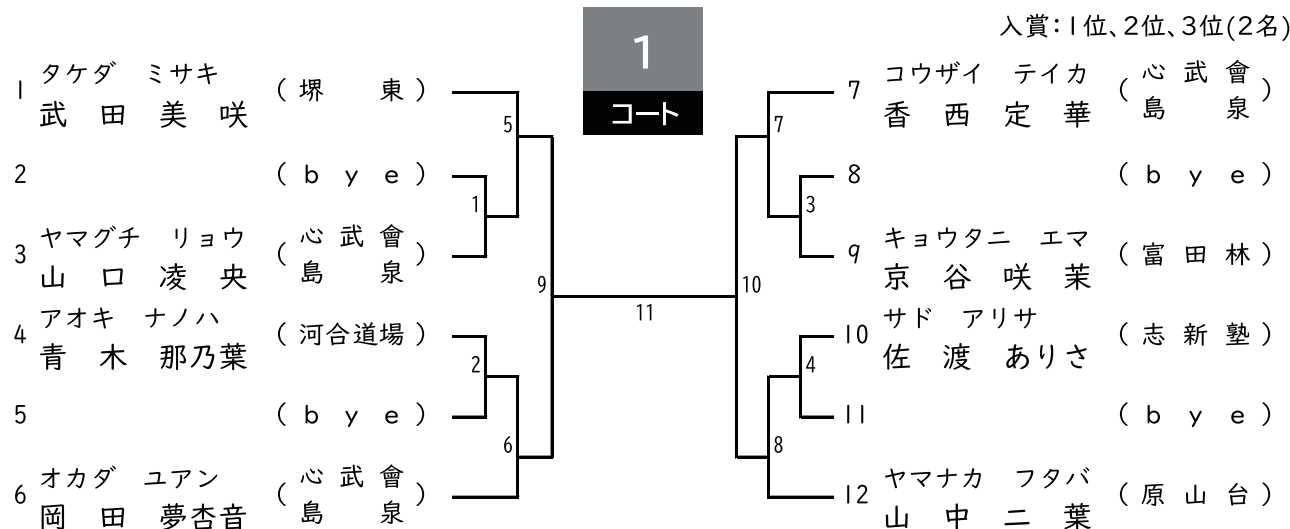 入賞:1位、2位、3位(2名)
1
コート
1 タケダ ミサキ
武田美咲 (堺東)
2 (bye)
3 ヤマグチ リョウ
山口凌央 (心武會島泉)
4 アオキ ナノハ
青木那乃葉 (河合道場)
5 (bye)
6 オカダ ユアン
岡田夢杏音 (心武會島泉)
5
1
2
6
9
11
10
7
3
4
8
7 コウザイ テイカ
香西定華 (心武會島泉)
8 (bye)
9 キョウタニ エマ
京谷咲茉 (富田林)
10 サド アリサ
佐渡ありさ (志新塾)
11 (bye)
12 ヤマナカ フタバ
山中二葉 (原山台)